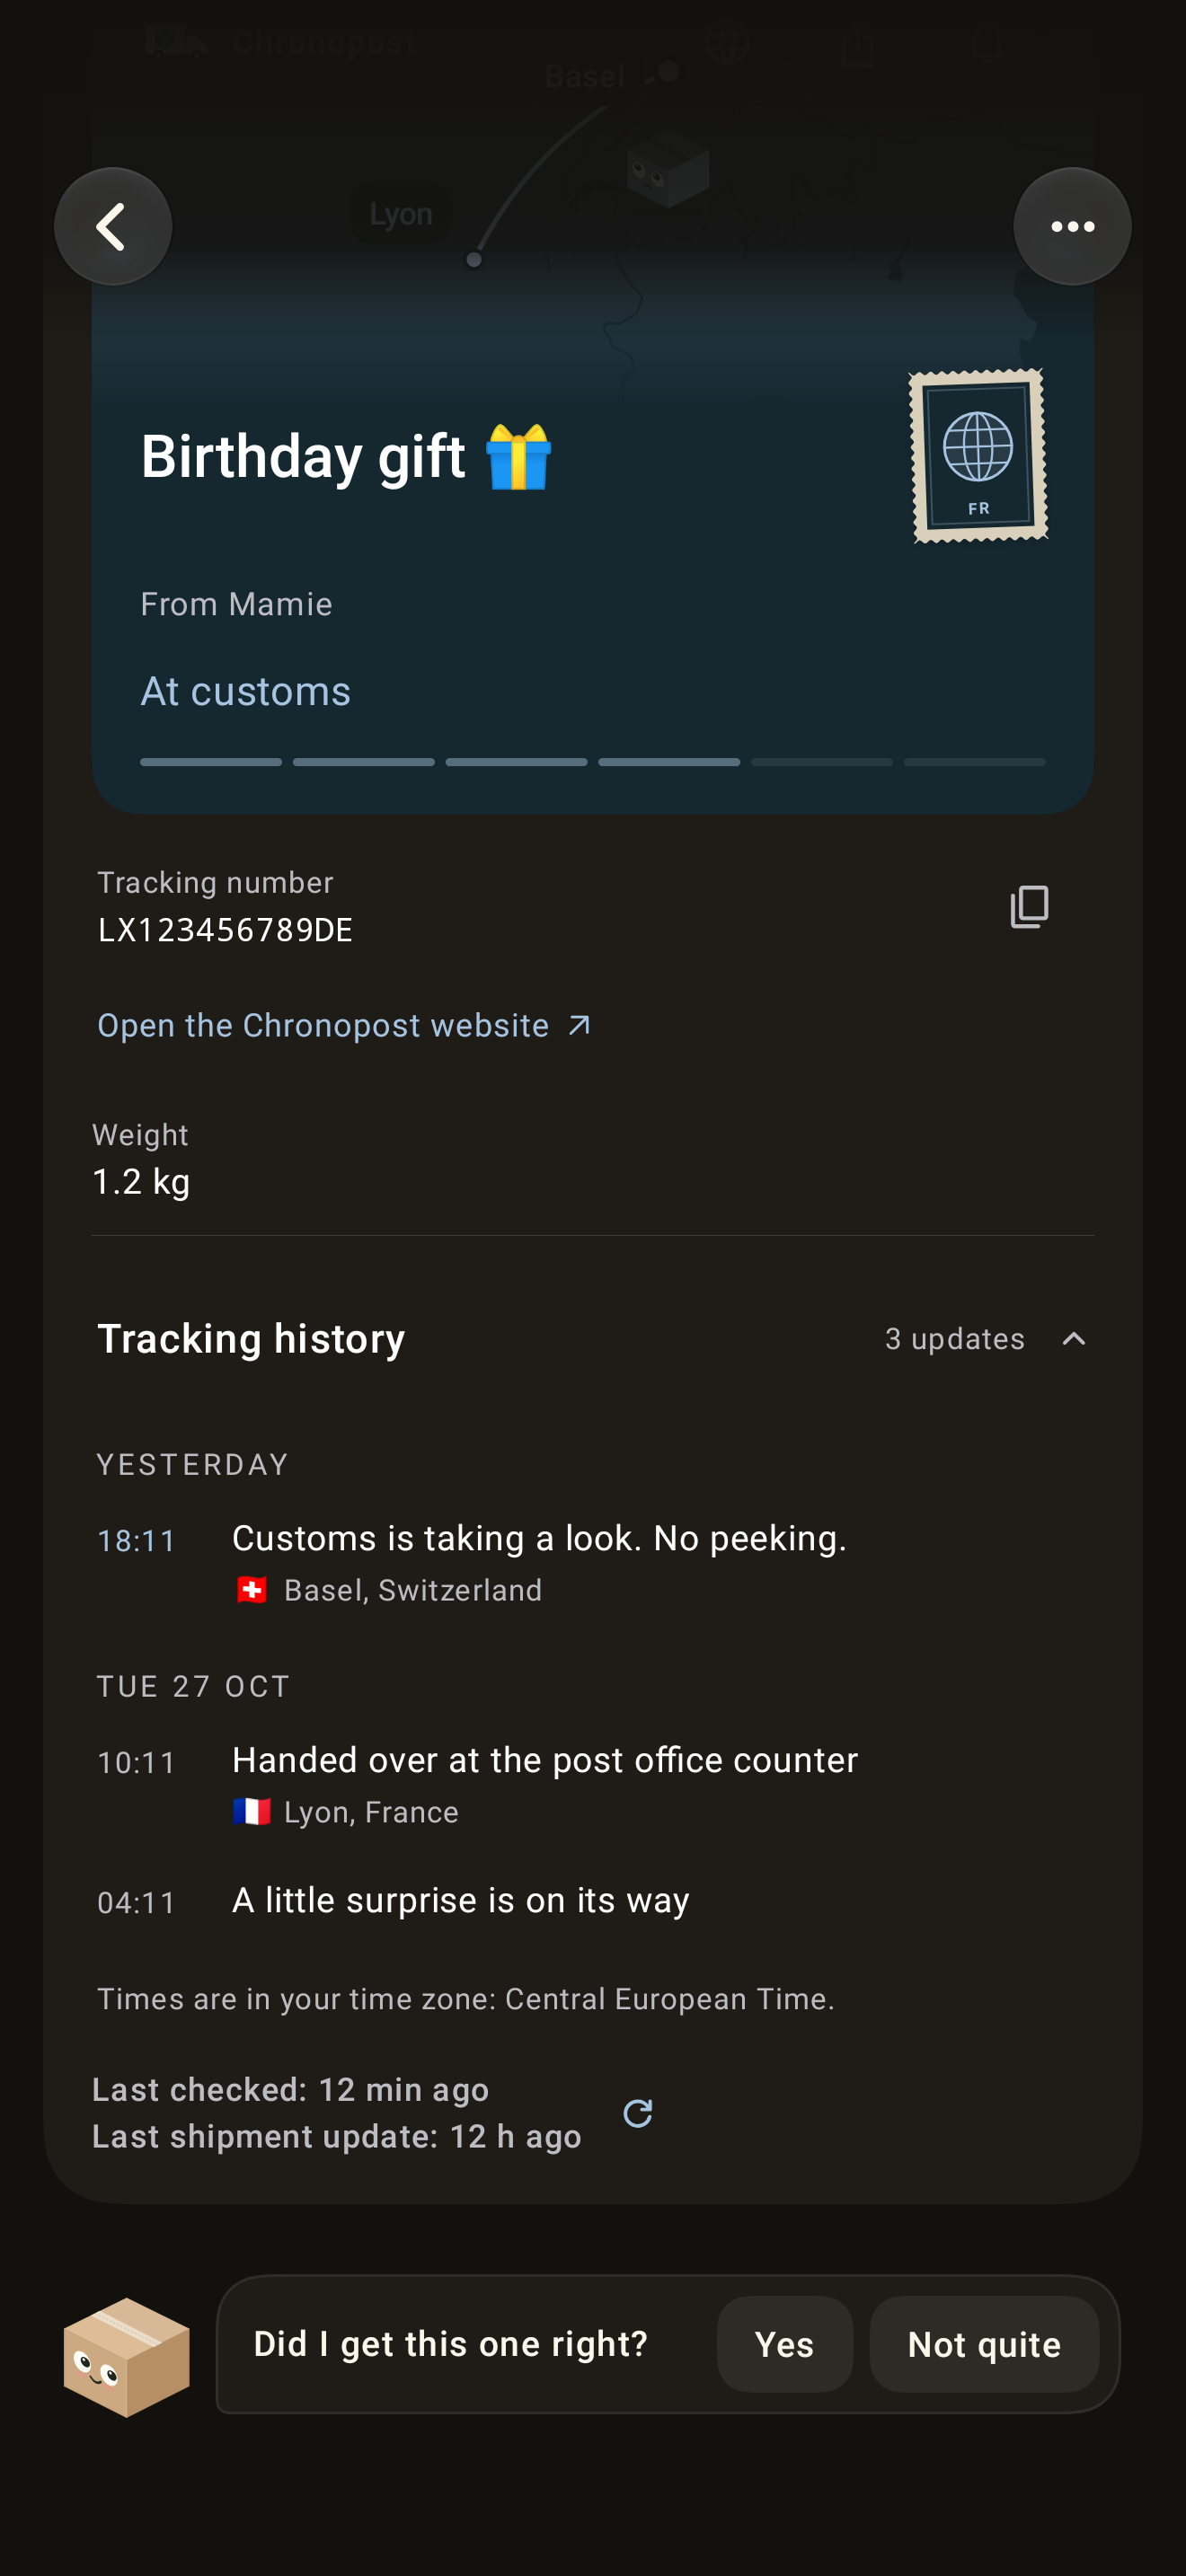 Chronopost
Basel
Lyon
Birthday gift 🎁
FR
From Mamie
At customs
Tracking number
LX123456789DE
Open the Chronopost website
Weight
1.2 kg
Tracking history
3 updates
YESTERDAY
18:11 Customs is taking a look. No peeking.
🇨🇭 Basel, Switzerland
TUE 27 OCT
10:11 Handed over at the post office counter
🇫🇷 Lyon, France
04:11 A little surprise is on its way
Times are in your time zone: Central European Time.
Last checked: 12 min ago
Last shipment update: 12 h ago
Did I get this one right?
Yes
Not quite